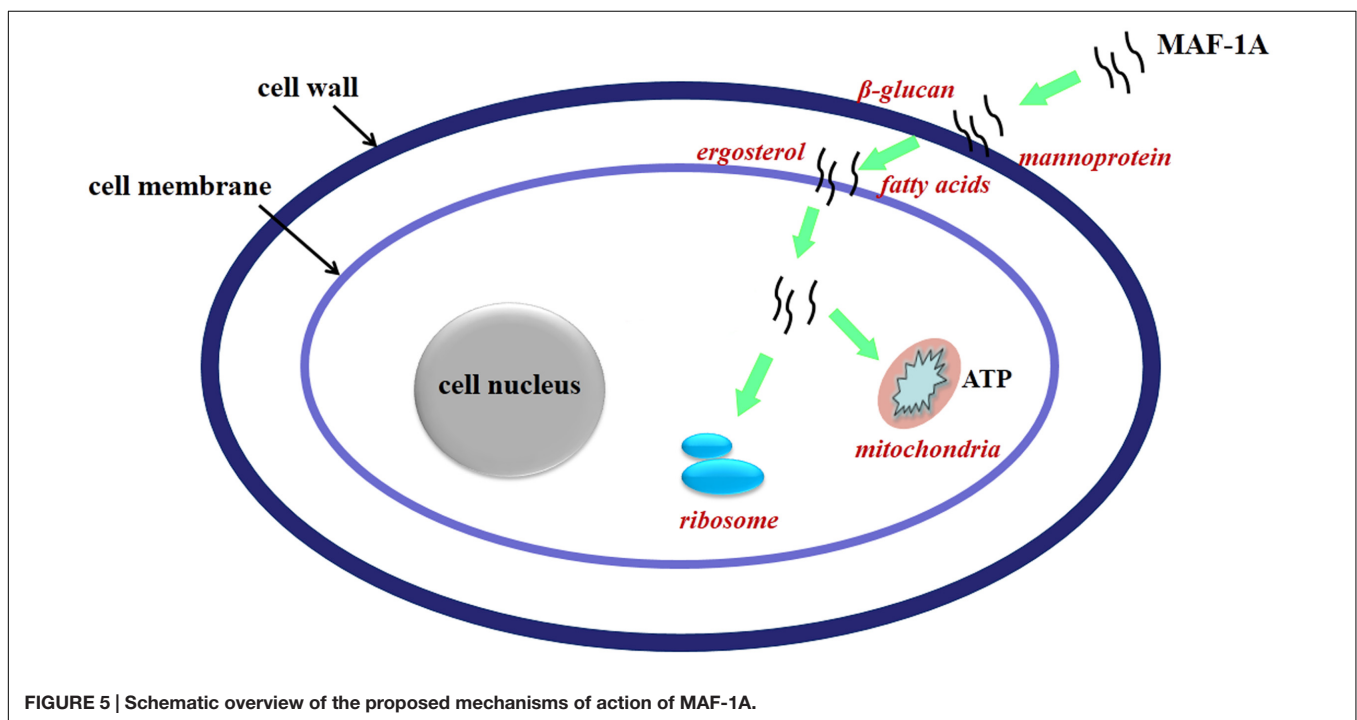 MAF-1A
cell wall
β-glucan
mannoprotein
ergosterol
fatty acids
cell membrane
cell nucleus
ATP
mitochondria
ribosome
FIGURE 5 | Schematic overview of the proposed mechanisms of action of MAF-1A.